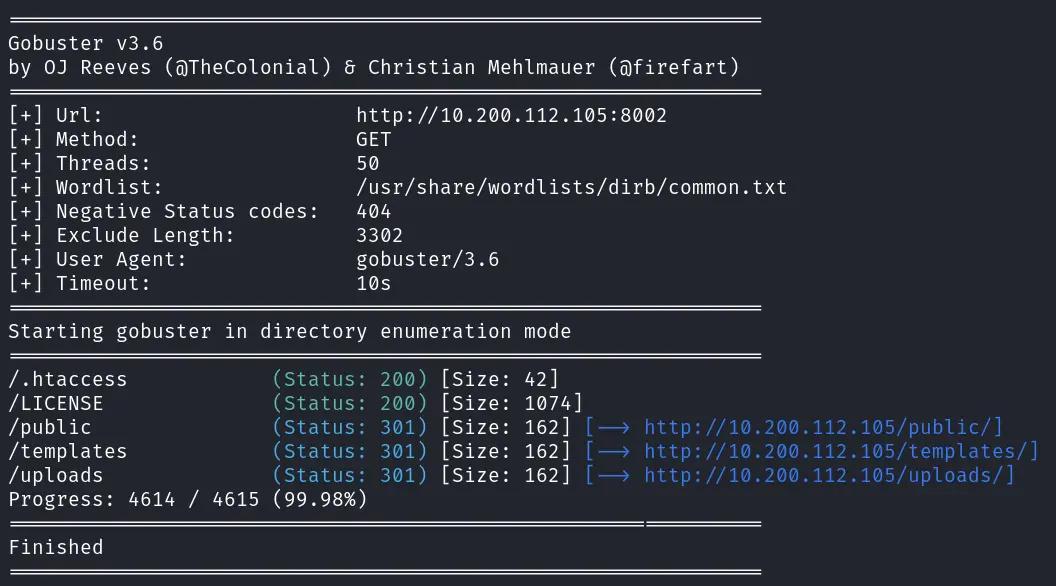 ===============================================================
Gobuster v3.6
by OJ Reeves (@TheColonial) & Christian Mehlmauer (@firefart)
===============================================================
[+] Url:                     http://10.200.112.105:8002
[+] Method:                  GET
[+] Threads:                 50
[+] Wordlist:                /usr/share/wordlists/dirb/common.txt
[+] Negative Status codes:   404
[+] Exclude Length:          3302
[+] User Agent:              gobuster/3.6
[+] Timeout:                 10s
===============================================================
Starting gobuster in directory enumeration mode
===============================================================
/.htaccess            (Status: 200) [Size: 42]
/LICENSE              (Status: 200) [Size: 1074]
/public               (Status: 301) [Size: 162] [--> http://10.200.112.105/public/]
/templates            (Status: 301) [Size: 162] [--> http://10.200.112.105/templates/]
/uploads              (Status: 301) [Size: 162] [--> http://10.200.112.105/uploads/]
Progress: 4614 / 4615 (99.98%)
===============================================================
Finished
===============================================================